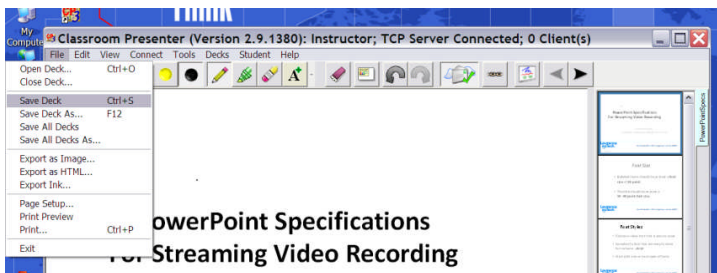 THINK
My
Compute
Classroom Presenter (Version 2.9.1380): Instructor; TCP Server Connected; 0 Client(s)
File Edit View Connect Tools Decks Student Help
Open Deck... Ctrl+O
Close Deck...
Save Deck Ctrl+S
Save Deck As... F12
Save All Decks
Save All Decks As...
Export as Image...
Export as HTML...
Export Ink...
Page Setup...
Print Preview
Print... Ctrl+P
Exit
owerPoint Specifications
For Streaming Video Recording
PowerPoint Specifications
For Streaming Video Recording
Font Size
Font Styles
PowerPointSpecs